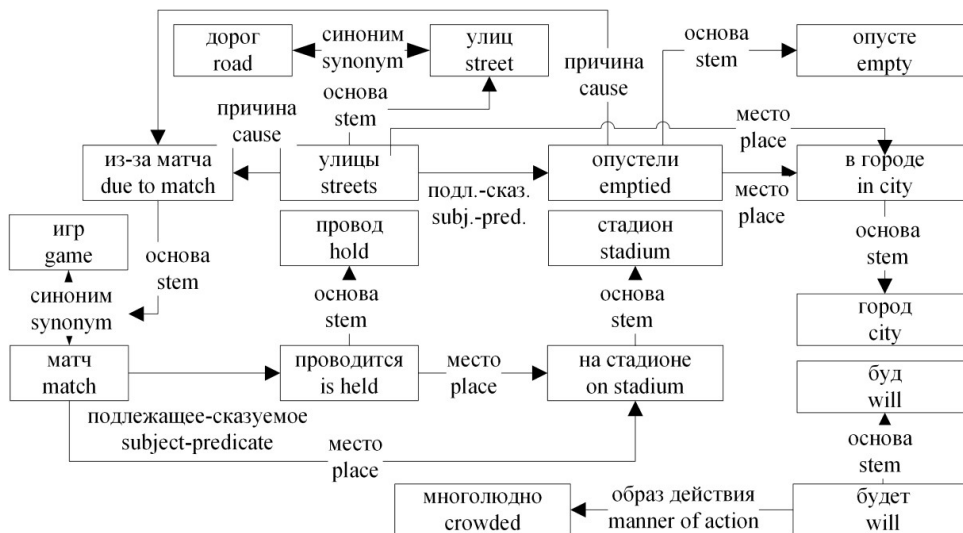 дорог
road
синоним
synonym
улиц
street
основа
stem
опусте
empty
причина
cause
причина
cause
основа
stem
место
place
из-за матча
due to match
улицы
streets
подл.-сказ.
subj.-pred.
опустели
emptied
место
place
в городе
in city
игр
game
основа
stem
провод
hold
стадион
stadium
основа
stem
синоним
synonym
основа
stem
основа
stem
город
city
матч
match
проводится
is held
место
place
на стадионе
on stadium
буд
will
подлежащее-сказуемое
subject-predicate
место
place
основа
stem
многолюдно
crowded
образ действия
manner of action
будет
will